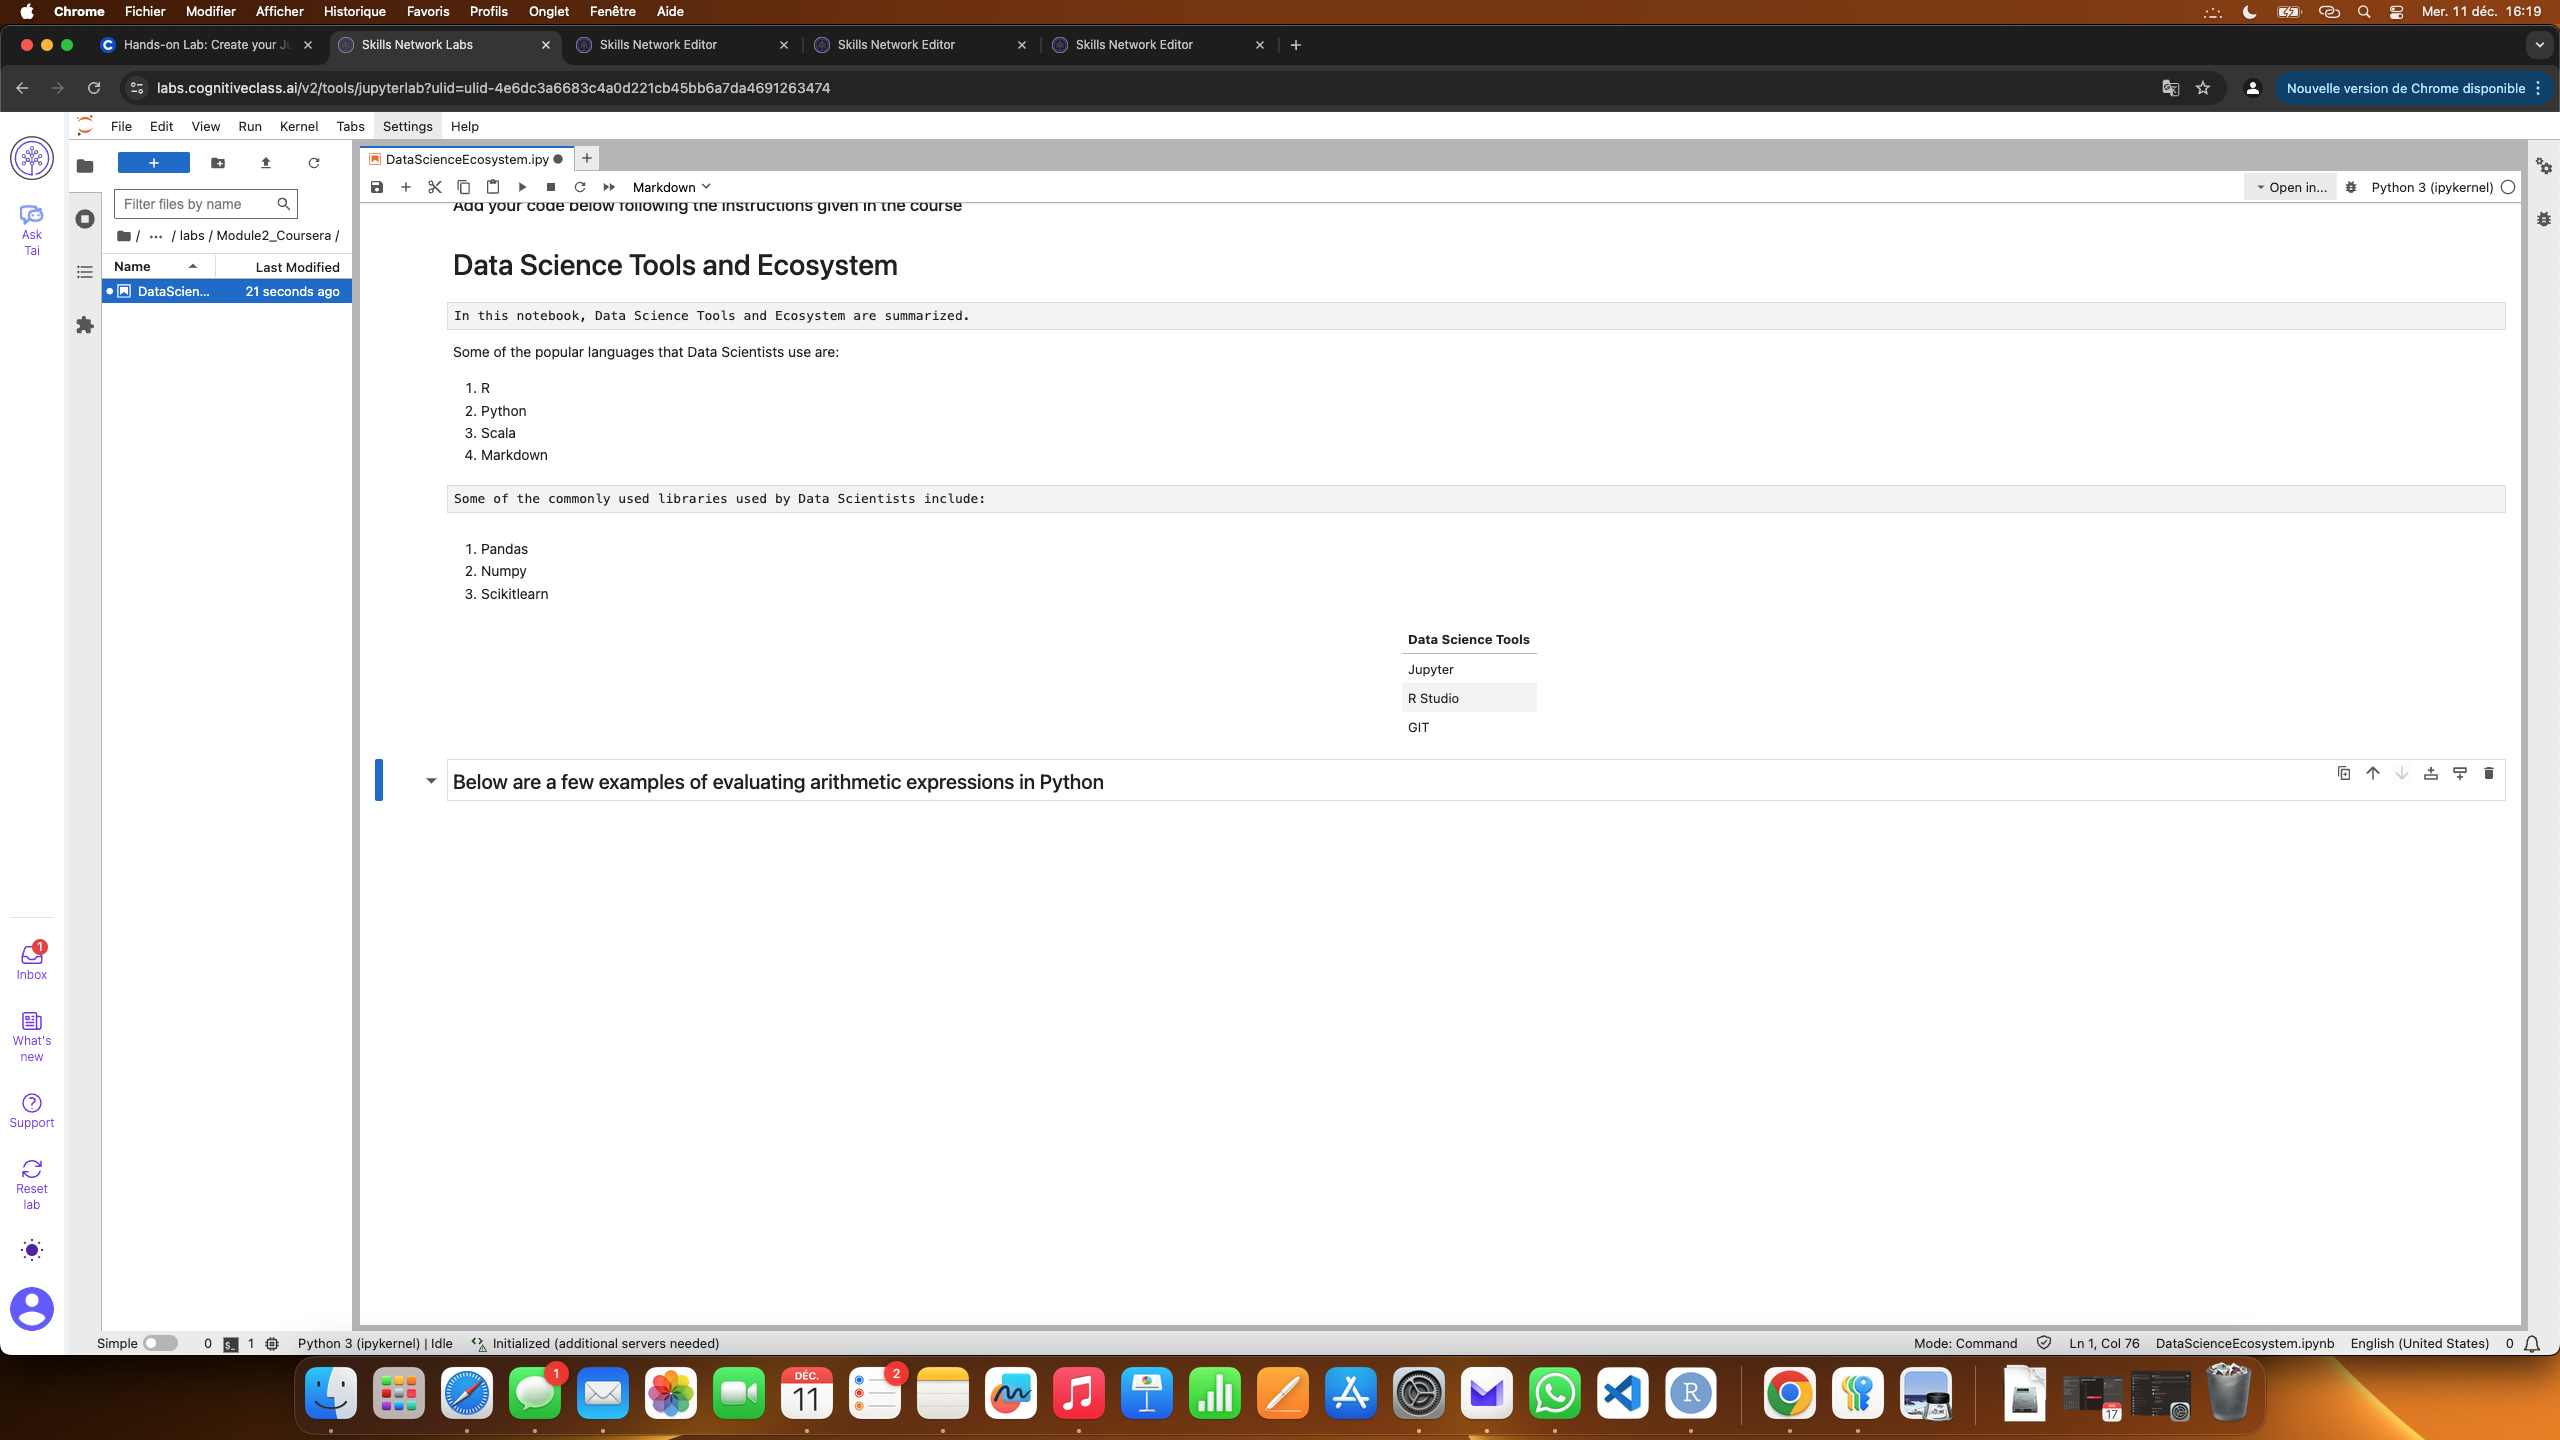 Chrome Fichier Modifier Afficher Historique Favoris Profils Onglet Fenêtre Aide Mer. 11 déc. 16:19
Hands-on Lab: Create your Ju Skills Network Labs Skills Network Editor Skills Network Editor Skills Network Editor
labs.cognitiveclass.ai/v2/tools/jupyterlab?ulid=ulid-4e6dc3a6683c4a0d221cb45bb6a7da4691263474 Nouvelle version de Chrome disponible
File Edit View Run Kernel Tabs Settings Help
DataScienceEcosystem.ipy
Markdown Open in... Python 3 (ipykernel)
Filter files by name
/ ... / labs / Module2_Coursera /
Name Last Modified
DataScien... 21 seconds ago
Ask
Tai
Inbox
1
What's
new
Support
Reset
lab
Add your code below following the instructions given in the course
Data Science Tools and Ecosystem
In this notebook, Data Science Tools and Ecosystem are summarized.
Some of the popular languages that Data Scientists use are:
1. R
2. Python
3. Scala
4. Markdown
Some of the commonly used libraries used by Data Scientists include:
1. Pandas
2. Numpy
3. Scikitlearn
Data Science Tools
Jupyter
R Studio
GIT
Below are a few examples of evaluating arithmetic expressions in Python
Simple 0 1 Python 3 (ipykernel) | Idle Initialized (additional servers needed) Mode: Command Ln 1, Col 76 DataScienceEcosystem.ipynb English (United States) 0
1 DÉC. 11 2 R 17